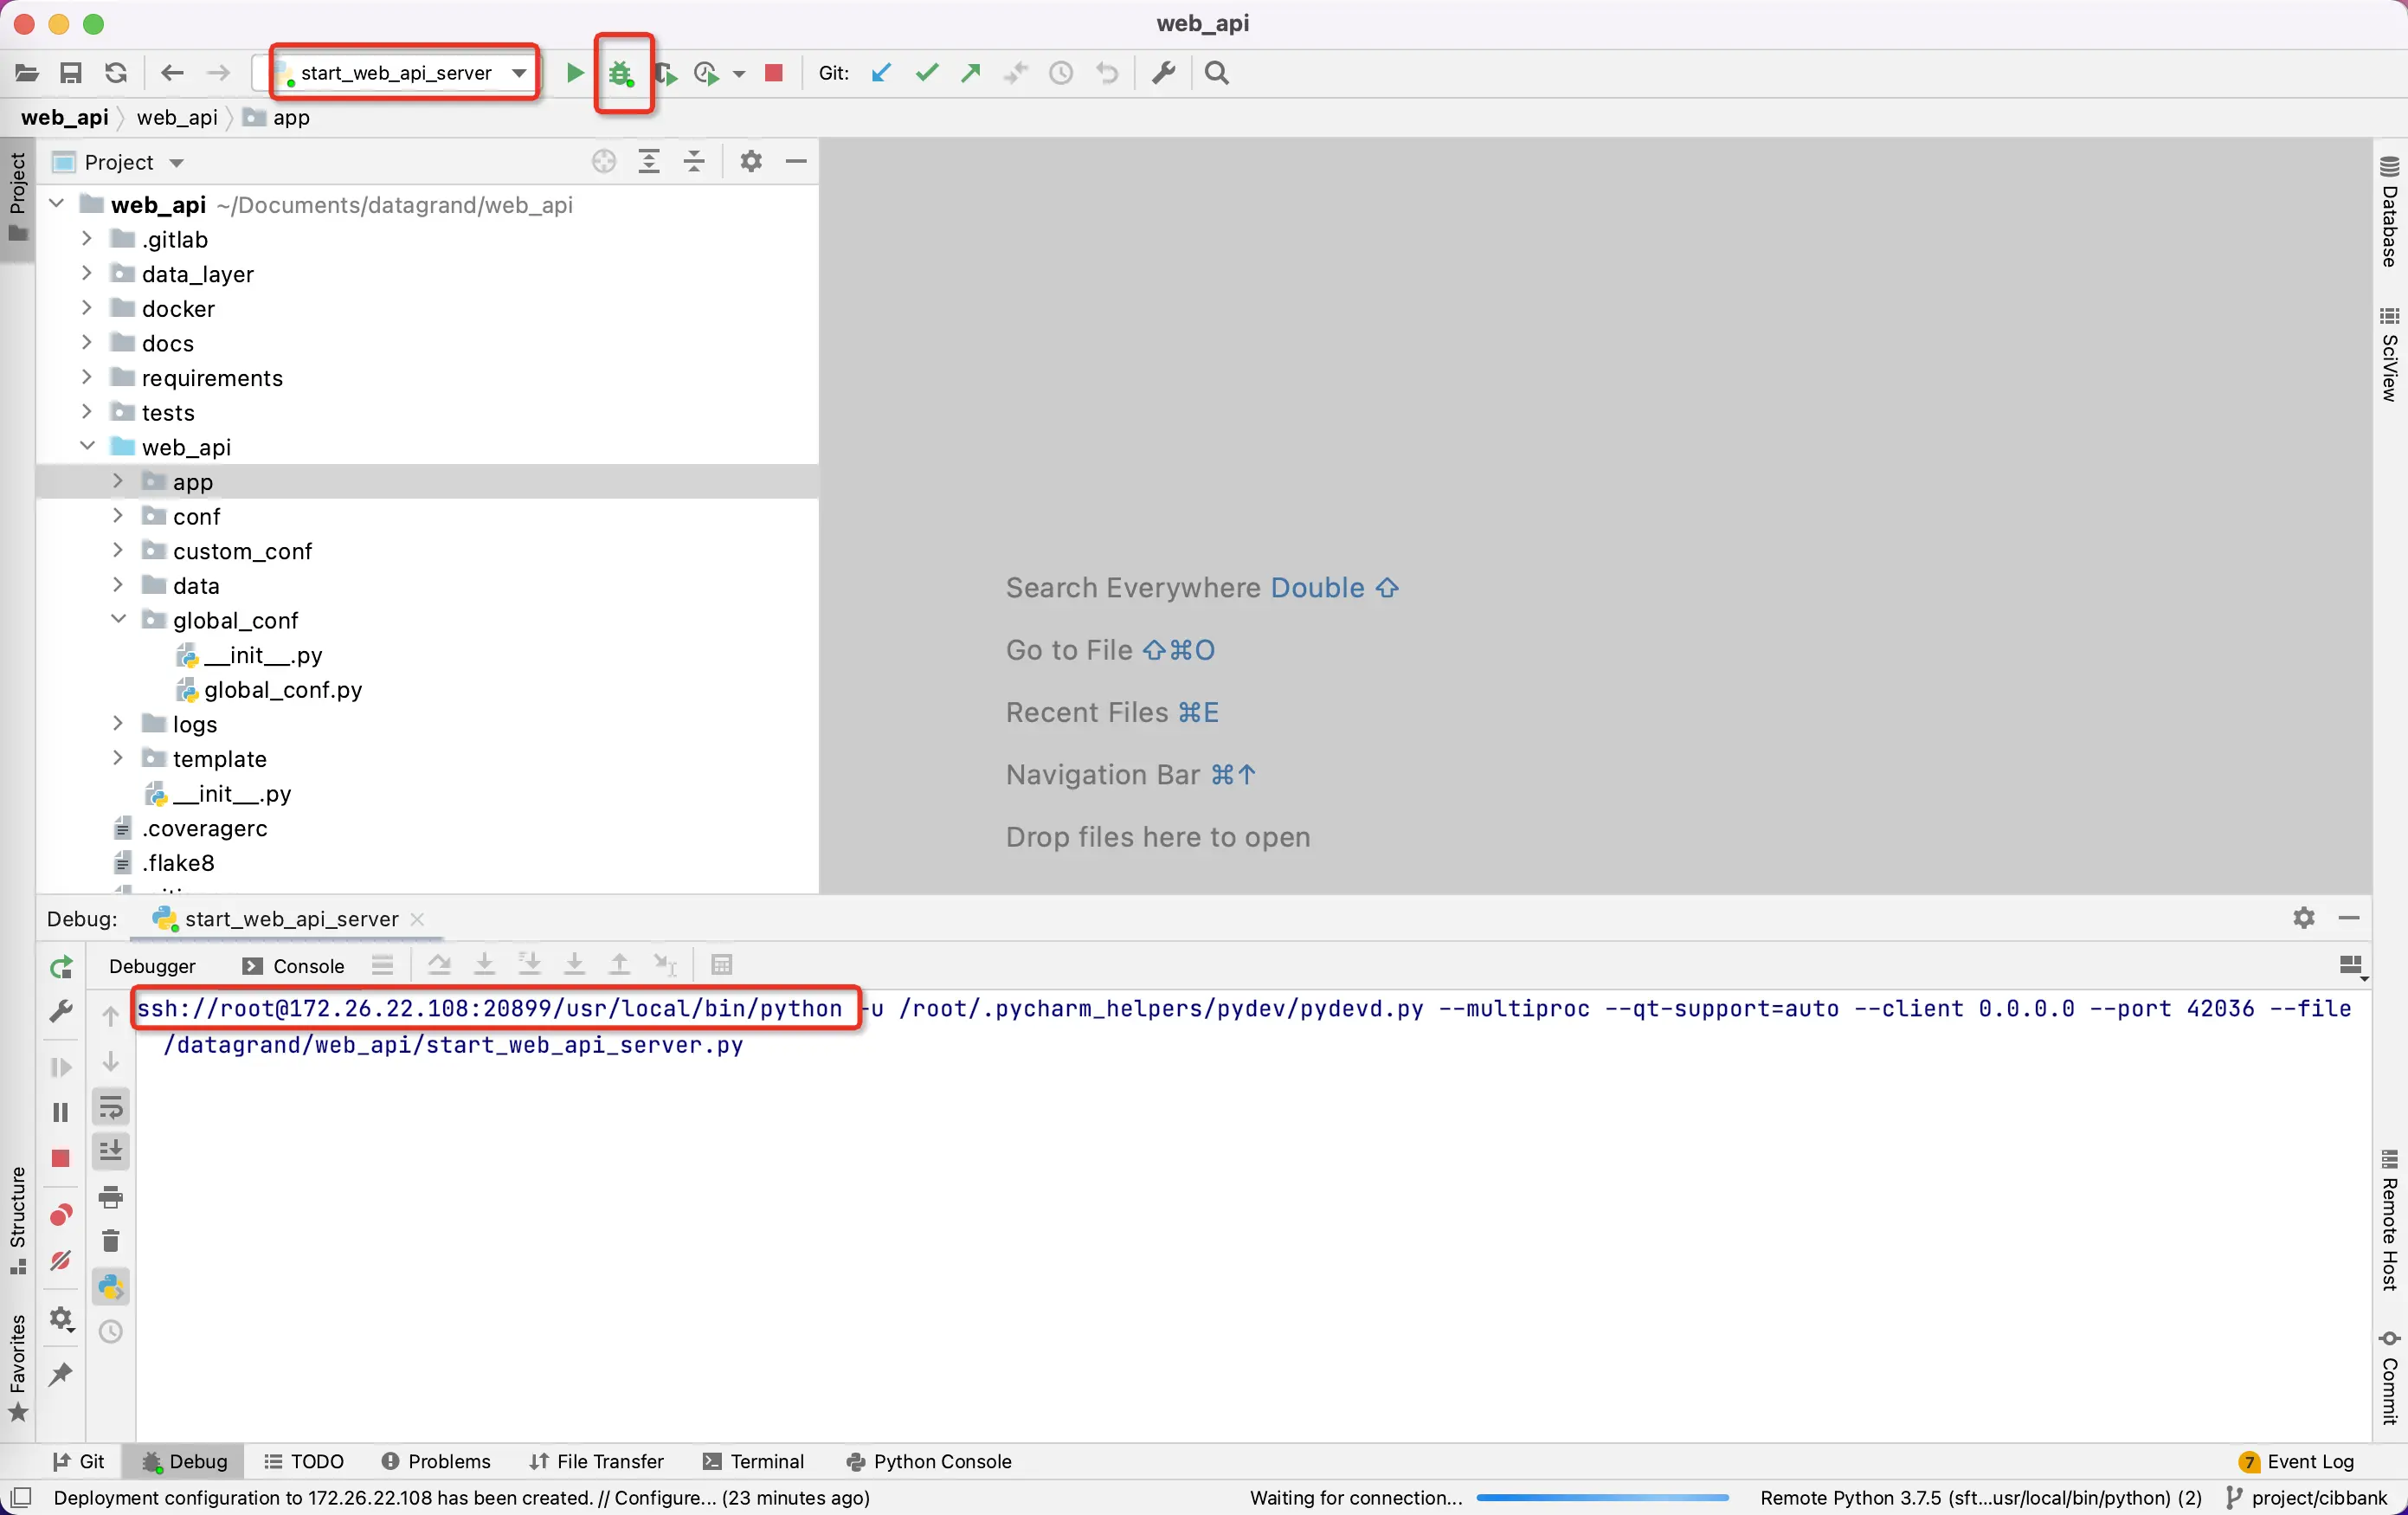 web_api
start_web_api_server
Git:
web_api
web_api
app
Project
Project
web_api ~/Documents/datagrand/web_api
.gitlab
data_layer
docker
docs
requirements
tests
web_api
app
conf
custom_conf
data
global_conf
__init__.py
global_conf.py
logs
template
__init__.py
.coveragerc
.flake8
Search Everywhere Double ⇧
Go to File ⇧⌘O
Recent Files ⌘E
Navigation Bar ⌘↑
Drop files here to open
Database
SciView
Debug:
start_web_api_server
Debugger
Console
ssh://root@172.26.22.108:20899/usr/local/bin/python -u /root/.pycharm_helpers/pydev/pydevd.py --multiproc --qt-support=auto --client 0.0.0.0 --port 42036 --file
/datagrand/web_api/start_web_api_server.py
Structure
Favorites
Remote Host
Commit
Git
Debug
TODO
Problems
File Transfer
Terminal
Python Console
7 Event Log
Deployment configuration to 172.26.22.108 has been created. // Configure... (23 minutes ago)
Waiting for connection...
Remote Python 3.7.5 (sft...usr/local/bin/python) (2)
project/cibbank